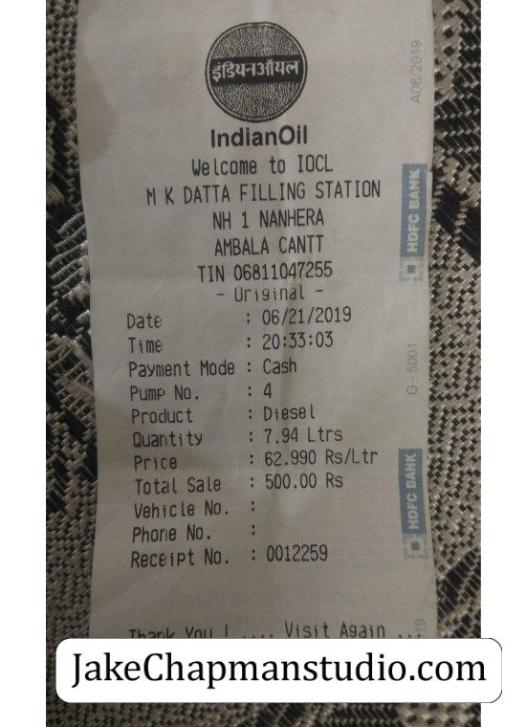 इंडियनऑयल
IndianOil
Welcome to IOCL
M K DATTA FILLING STATION
NH 1 NANHERA
AMBALA CANTT
TIN 06811047255
- Original -
Date : 06/21/2019
Time : 20:33:03
Payment Mode : Cash
Pump No. : 4
Product : Diesel
Quantity : 7.94 Ltrs
Price : 62.990 Rs/Ltr
Total Sale : 500.00 Rs
Vehicle No. :
Phone No. :
Receipt No. : 0012259
Thank You ! .... Visit Again ...
A06/2019
HDFC BANK
G - 5001
HDFC BANK
19
JakeChapmanstudio.com